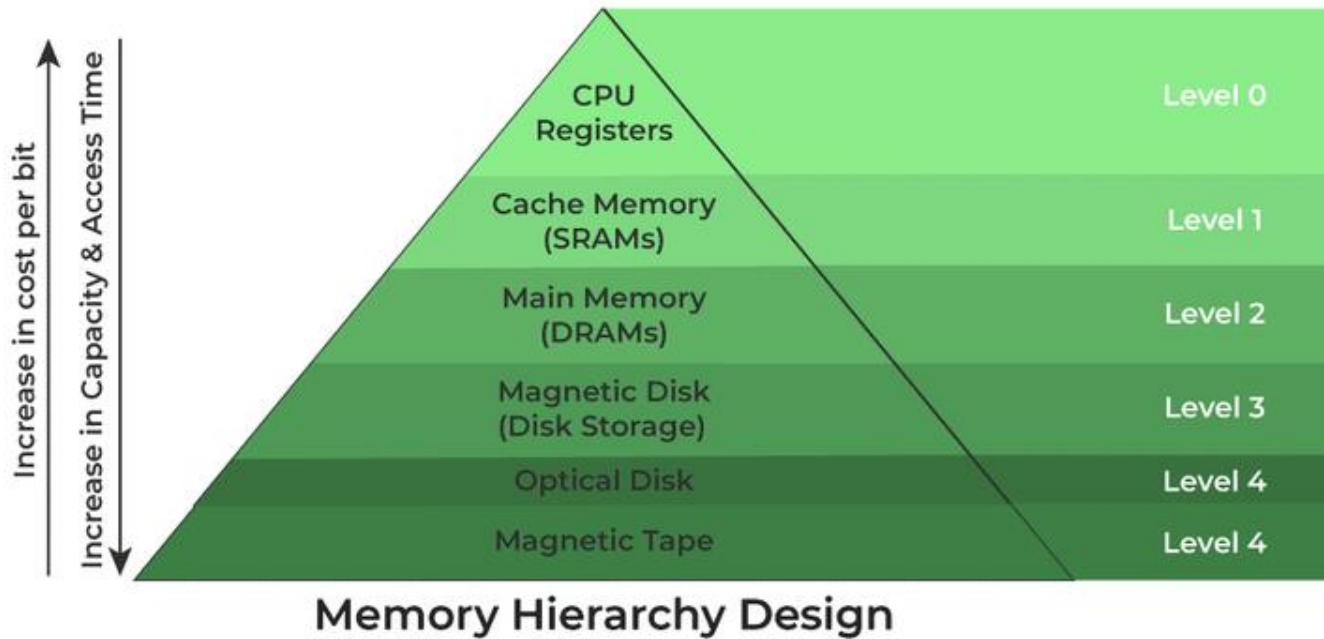 Increase in cost per bit
Increase in Capacity & Access Time
CPU
Registers
Level 0
Cache Memory
(SRAMs)
Level 1
Main Memory
(DRAMs)
Level 2
Magnetic Disk
(Disk Storage)
Level 3
Optical Disk
Level 4
Magnetic Tape
Level 4
Memory Hierarchy Design